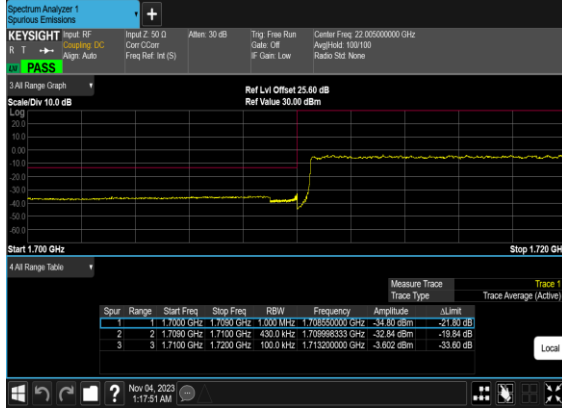 Spectrum Analyzer 1
Spurious Emissions
+
KEYSIGHT Input: RF Input Z: 50 Ω Atten: 30 dB Trig: Free Run Center Freq: 22.005000000 GHz
R T Coupling: DC Corr CCorr Gate: Off Avg|Hold: 100/100
Align: Auto Freq Ref: Int (S) IF Gain: Low Radio Std: None
PASS
3 All Range Graph
Ref Lvl Offset 25.60 dB
Scale/Div 10.0 dB Ref Value 30.00 dBm
Log
20.0
10.0
0.00
-10.0
-20.0
-30.0
-40.0
-50.0
-60.0
Start 1.700 GHz Stop 1.720 GH
4 All Range Table
Measure Trace Trace 1
Trace Type Trace Average (Active)
Spur Range Start Freq Stop Freq RBW Frequency Amplitude ΔLimit
1 1 1.7000 GHz 1.7090 GHz 1.000 MHz 1.708550000 GHz -34.80 dBm -21.80 dB
2 2 1.7090 GHz 1.7100 GHz 430.0 kHz 1.709998333 GHz -32.84 dBm -19.84 dB
3 3 1.7100 GHz 1.7200 GHz 100.0 kHz 1.713200000 GHz -3.602 dBm -33.60 dB
Local
? Nov 04, 2023
1:17:51 AM